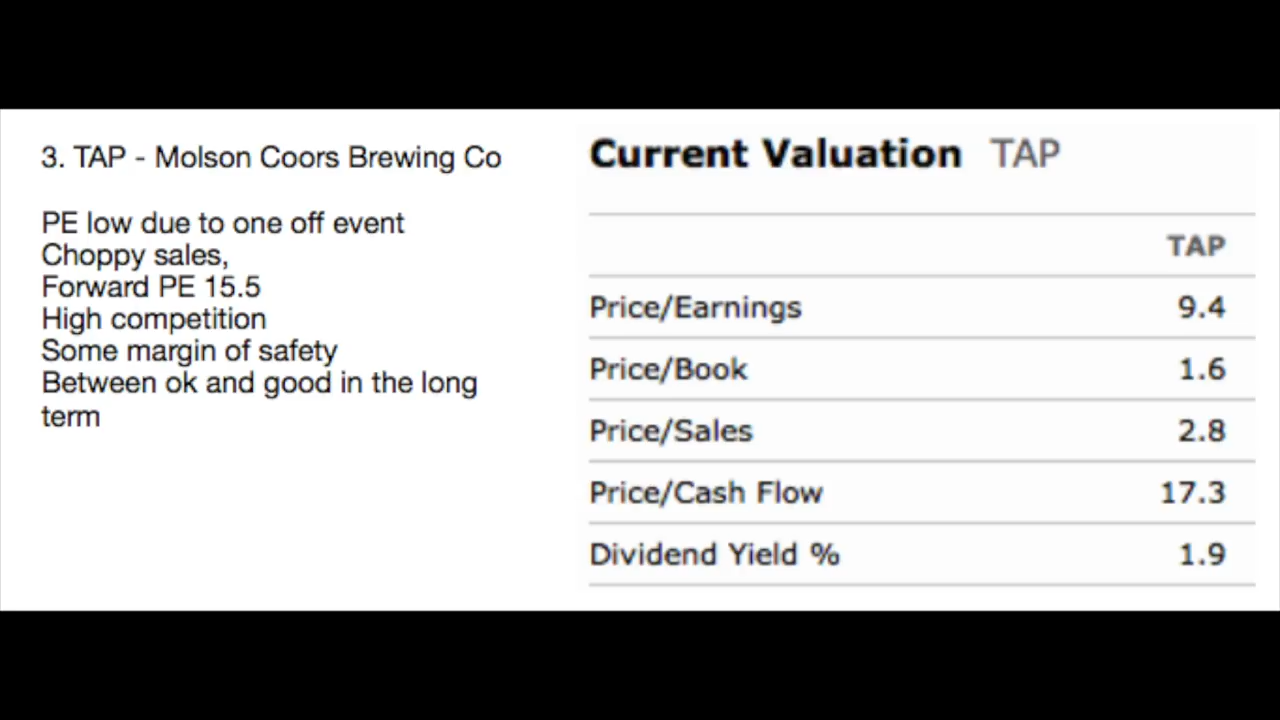 3. TAP - Molson Coors Brewing Co
PE low due to one off event
Choppy sales,
Forward PE 15.5
High competition
Some margin of safety
Between ok and good in the long
term
Current Valuation TAP
TAP
Price/Earnings 9.4
Price/Book 1.6
Price/Sales 2.8
Price/Cash Flow 17.3
Dividend Yield % 1.9